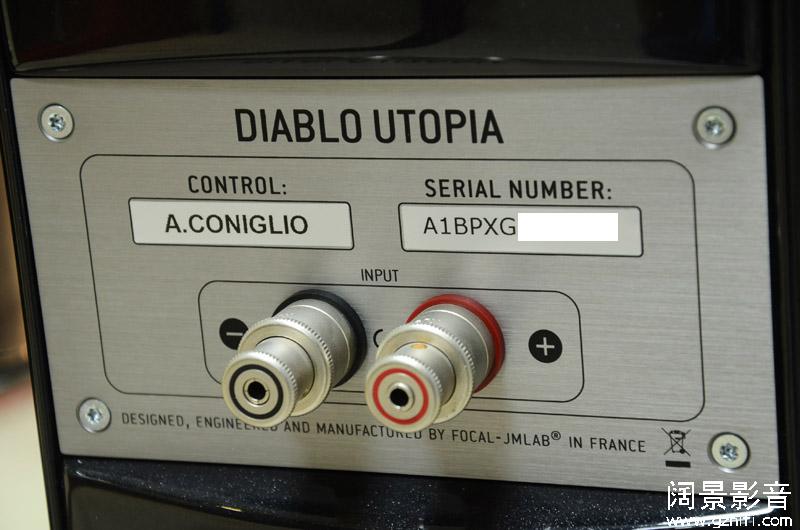 DIABLO UTOPIA
CONTROL:
A.CONIGLIO
SERIAL NUMBER:
A1BPXG
INPUT
DESIGNED, ENGINEERED AND MANUFACTURED BY FOCAL-JMLAB® IN FRANCE
阔景影音
www.gzhifi.com